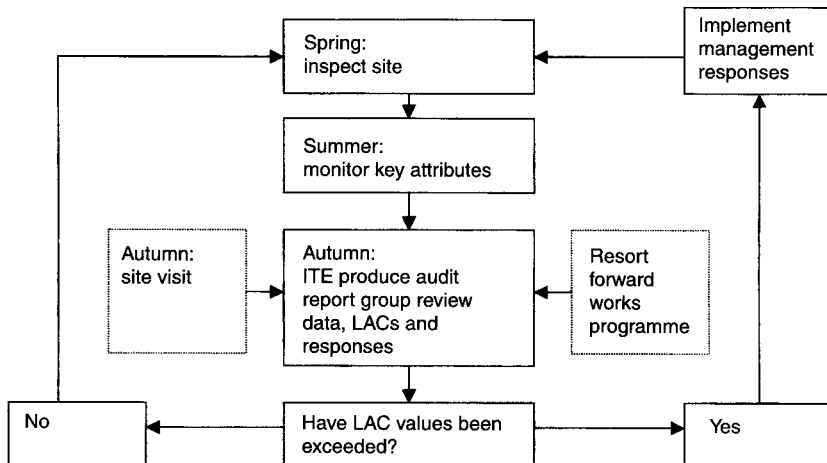 Spring:
inspect site
Implement
management
responses
Summer:
monitor key attributes
Autumn:
site visit
Autumn:
ITE produce audit
report group review
data, LACs and
responses
Resort
forward
works
programme
No
Have LAC values been
exceeded?
Yes